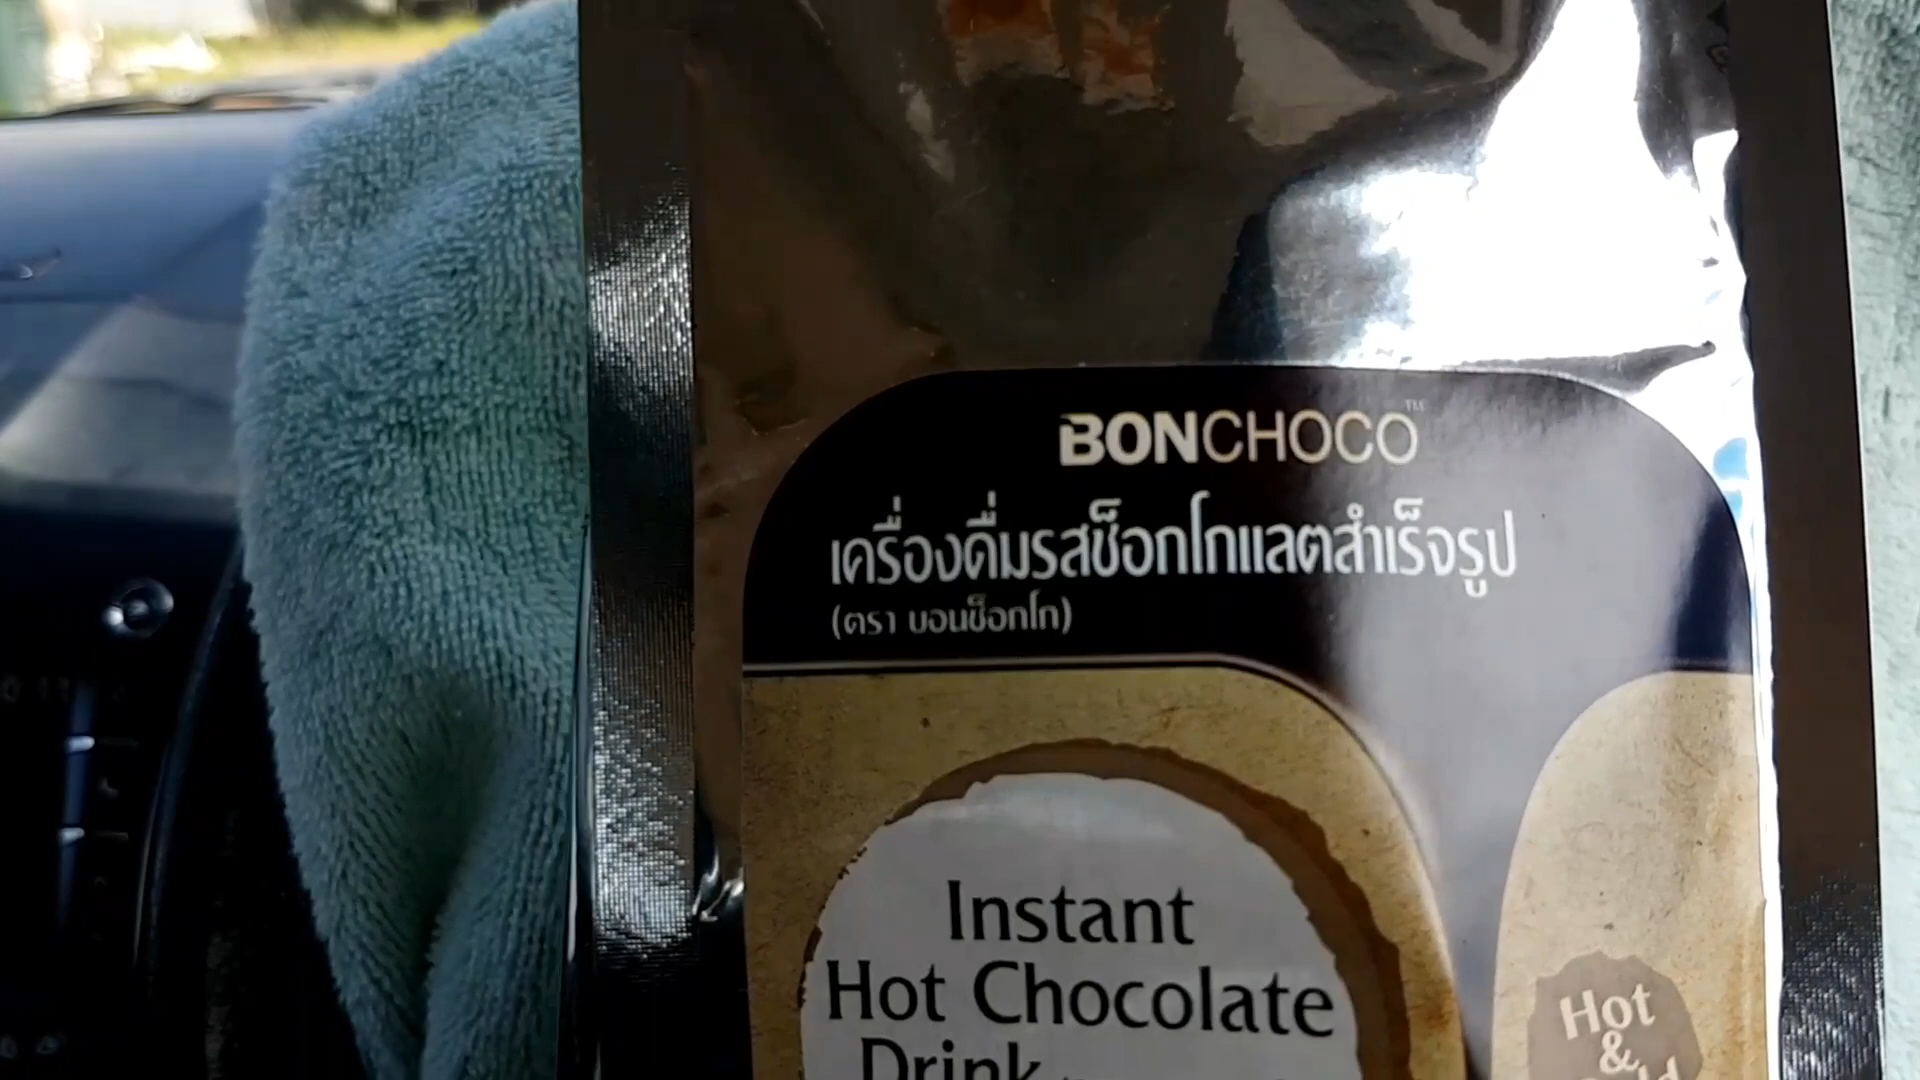 BONCHOCO™
เครื่องดื่มรสช็อกโกแลตสำเร็จรูป
(ตรา บอนช็อกโก)
Instant
Hot Chocolate
Drink
Hot
&